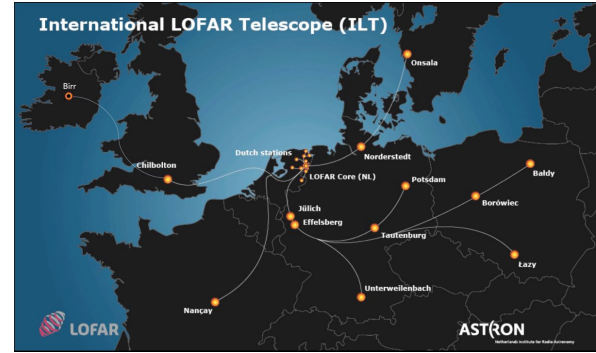 International LOFAR Telescope (ILT)
Onsala
Birr
Dutch stations
Norderstedt
Chilbolton
LOFAR Core (NL)
Potsdam
Bałdy
Borówiec
Jülich
Effelsberg
Tautenburg
Łazy
Unterweilenbach
Nançay
LOFAR
ASTRON
Netherlands Institute for Radio Astronomy